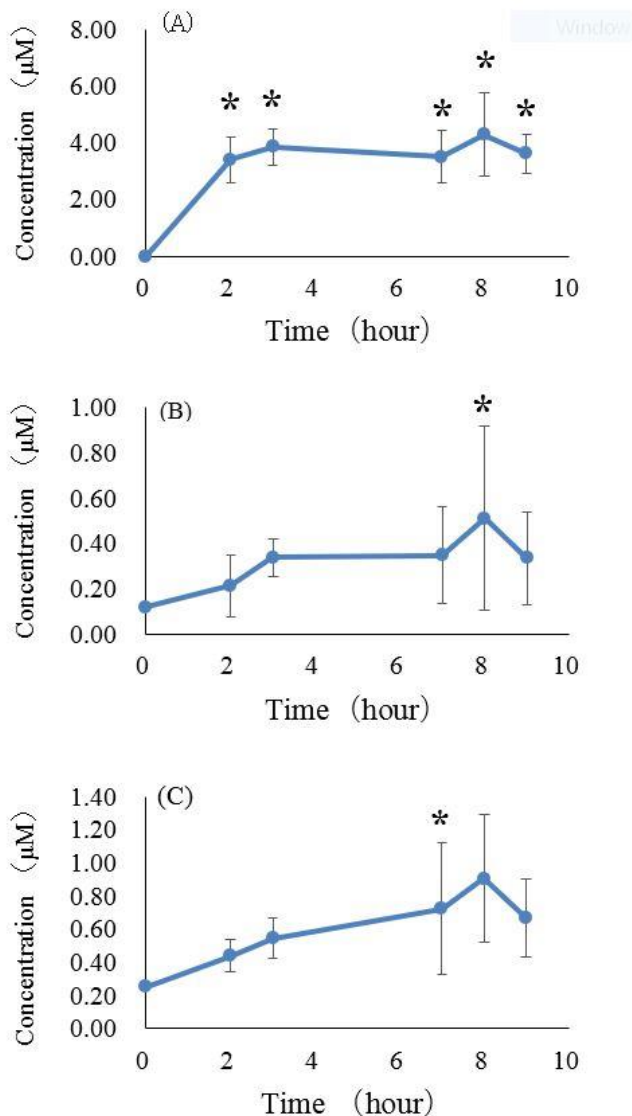 Window
(A)
8.00
6.00
4.00
2.00
0.00
Concentration (μM)
* * * * *
0 2 4 6 8 10
Time (hour)
(B)
1.00
0.80
0.60
0.40
0.20
0.00
Concentration (μM)
*
0 2 4 6 8 10
Time (hour)
(C)
1.40
1.20
1.00
0.80
0.60
0.40
0.20
0.00
Concentration (μM)
*
0 2 4 6 8 10
Time (hour)